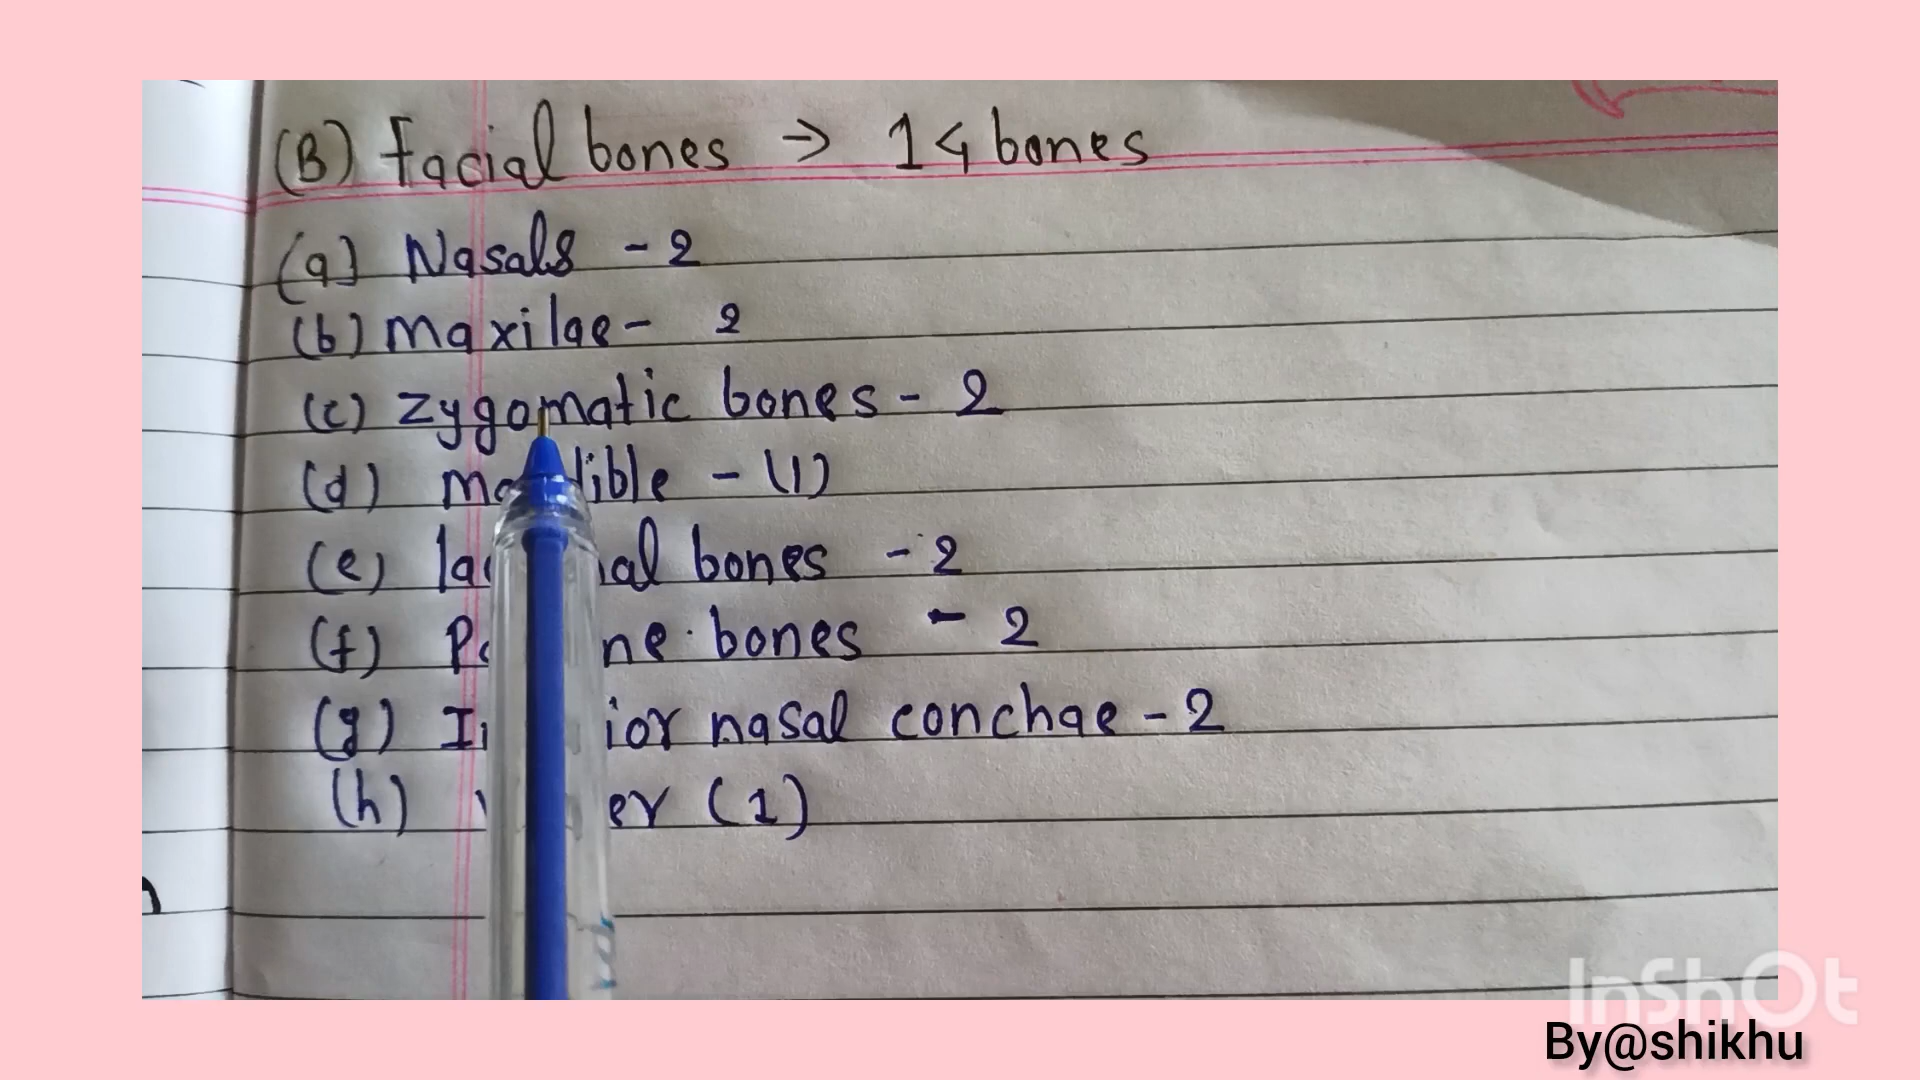 (B) Facial bones → 14 bones
(a) Nasals - 2
(b) Maxilae - 2
(c) Zygomatic bones - 2
(d) - (1)
(e) bones - 2
(f) bones - 2
(g) nasal conchae - 2
(h) (1)
InShOt
By@shikhu